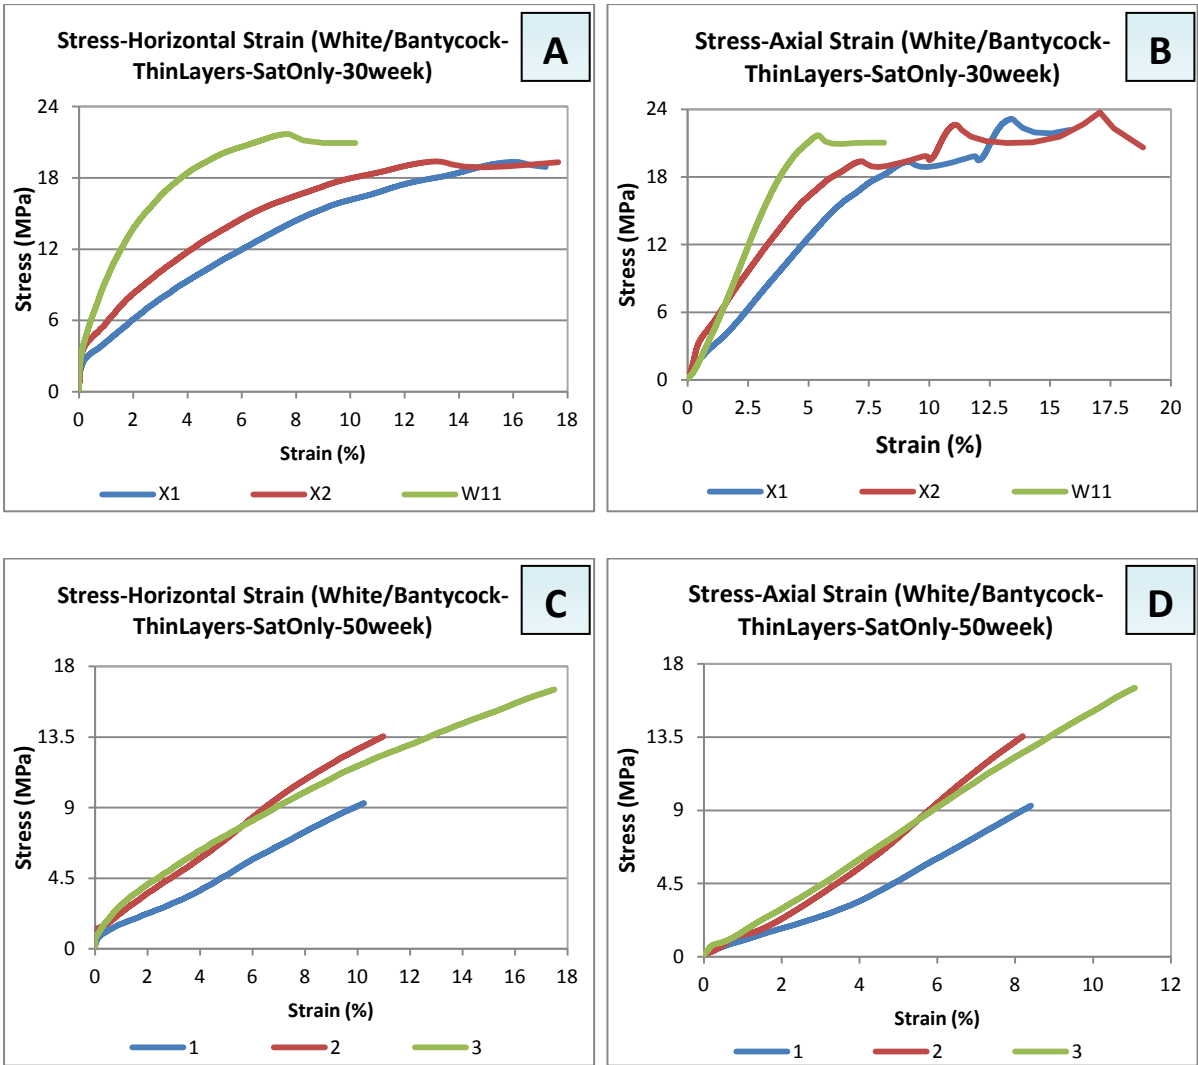 Stress-Horizontal Strain (White/Bantycock-
ThinLayers-SatOnly-30week)
A
Stress (MPa)
24
18
12
6
0
0 2 4 6 8 10 12 14 16 18
Strain (%)
X1 X2 W11
Stress-Axial Strain (White/Bantycock-
ThinLayers-SatOnly-30week)
B
Stress (MPa)
24
18
12
6
0
0 2.5 5 7.5 10 12.5 15 17.5 20
Strain (%)
X1 X2 W11
Stress-Horizontal Strain (White/Bantycock-
ThinLayers-SatOnly-50week)
C
Stress (MPa)
18
13.5
9
4.5
0
0 2 4 6 8 10 12 14 16 18
Strain (%)
1 2 3
Stress-Axial Strain (White/Bantycock-
ThinLayers-SatOnly-50week)
D
Stress (MPa)
18
13.5
9
4.5
0
0 2 4 6 8 10 12
Strain (%)
1 2 3